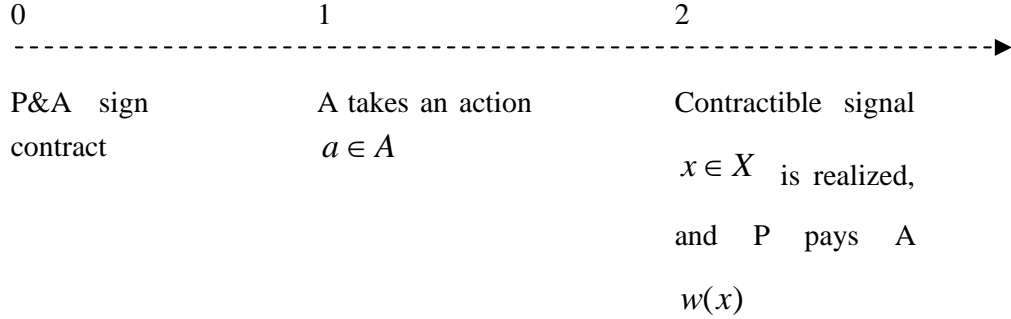 0 1 2
P&A sign A takes an action Contractible signal
contract a ∈ A
x ∈ X is realized,
and P pays A
w(x)